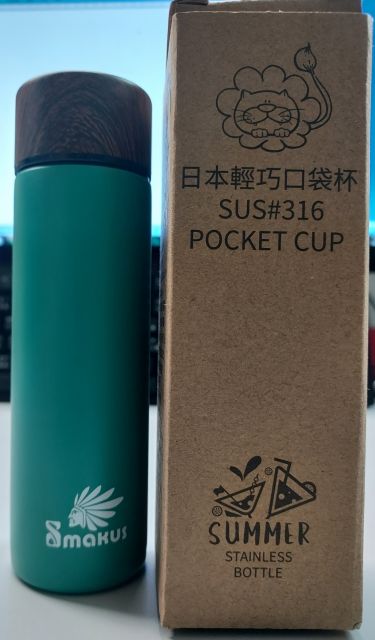 日本輕巧口袋杯
SUS#316
POCKET CUP
Smakus
SUMMER
STAINLESS
BOTTLE